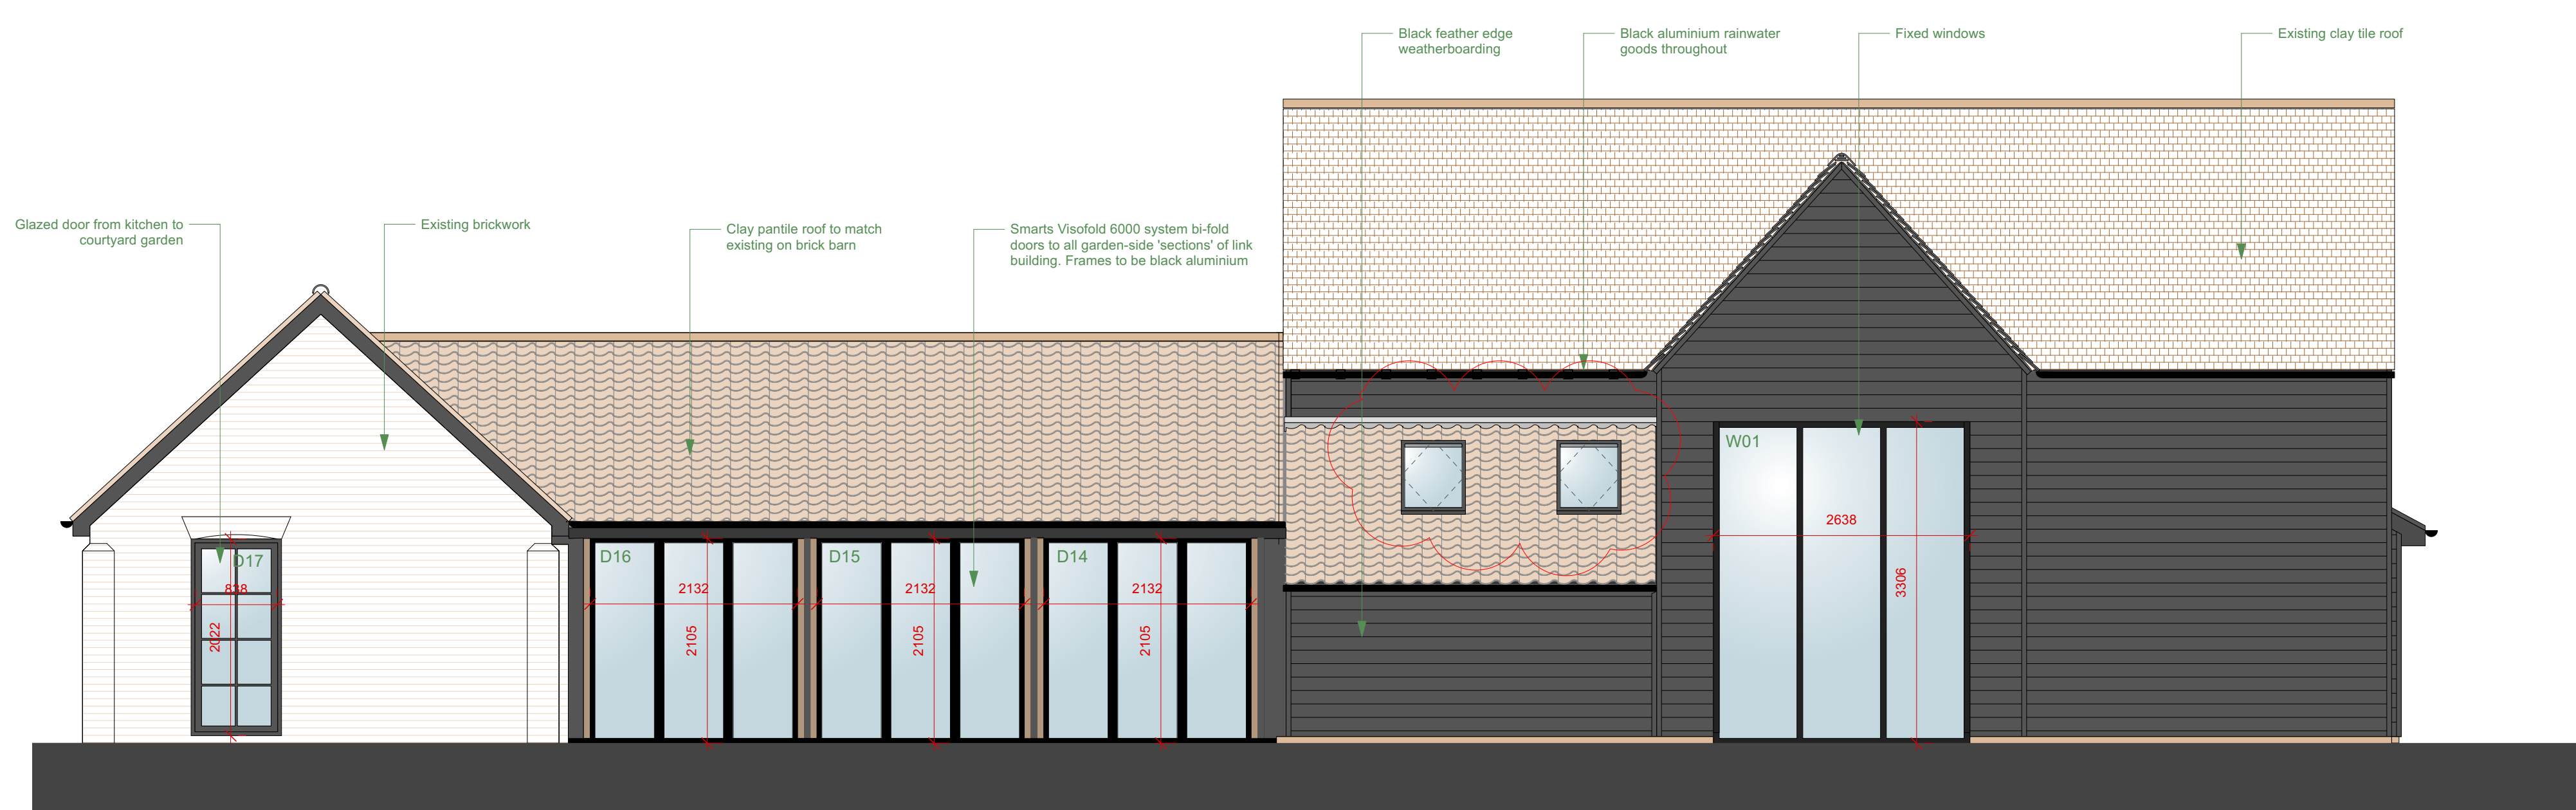 Black feather edge
weatherboarding
Black aluminium rainwater
goods throughout
Fixed windows
Existing clay tile roof
Glazed door from kitchen to
courtyard garden
Existing brickwork
Clay pantile roof to match
existing on brick barn
Smarts Visofold 6000 system bi-fold
doors to all garden-side 'sections' of link
building. Frames to be black aluminium
D17
838
2022
D16
2132
2105
D15
2132
2105
D14
2132
2105
W01
2638
3306